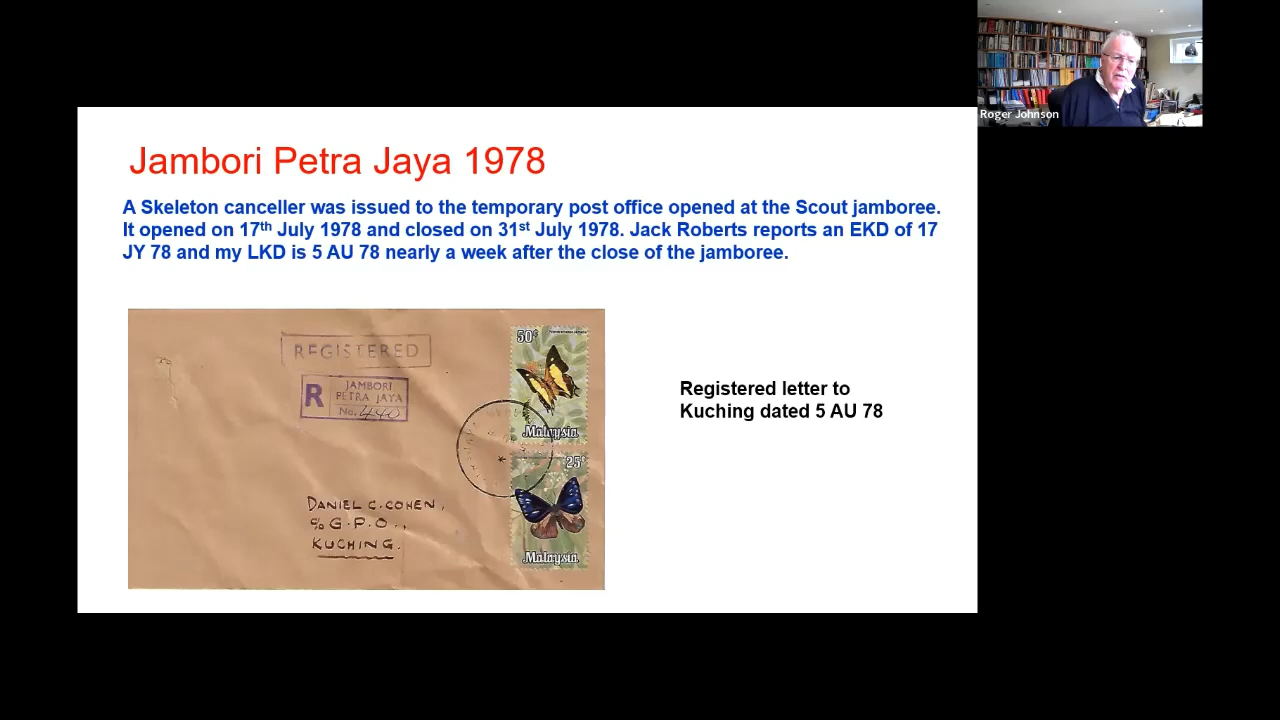 Roger Johnson
Jambori Petra Jaya 1978
A Skeleton canceller was issued to the temporary post office opened at the Scout jamboree.
It opened on 17th July 1978 and closed on 31st July 1978. Jack Roberts reports an EKD of 17
JY 78 and my LKD is 5 AU 78 nearly a week after the close of the jamboree.
REGISTERED
R
JAMBORI
PETRA JAYA
No. 440
50¢
Malaysia
25¢
Malaysia
DANIEL C. COHEN,
c/o G.P.O.,
KUCHING.
Registered letter to
Kuching dated 5 AU 78